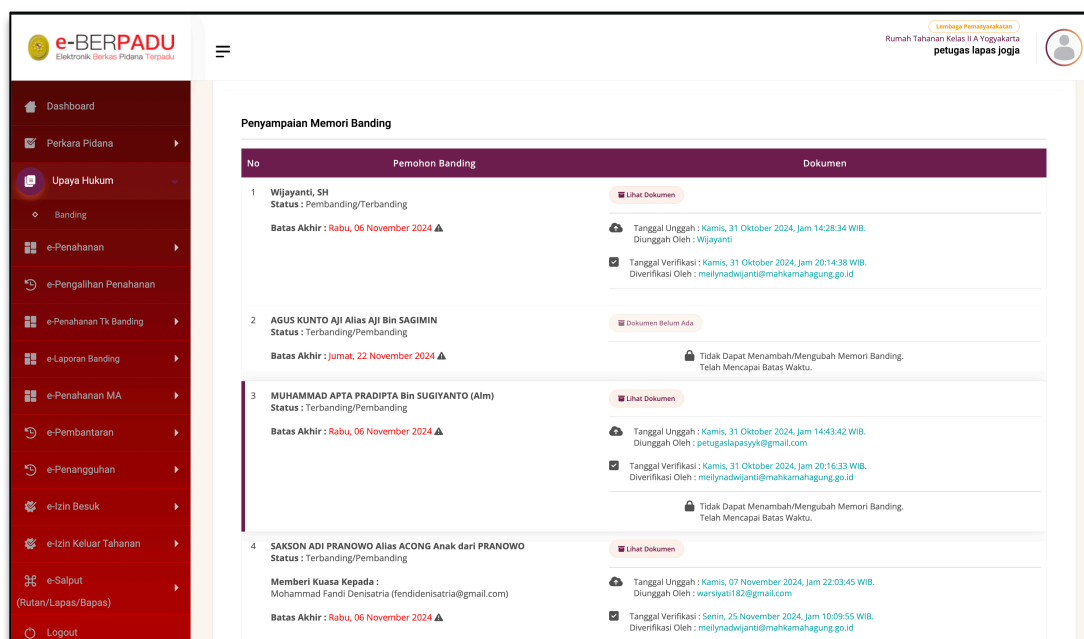 e-BERPADU
Elektronik Berkas Pidana Terpadu
Lembaga Pemasyarakatan
Rumah Tahanan Kelas II A Yogyakarta
petugas lapas jogja
Dashboard
Perkara Pidana
Upaya Hukum
Banding
e-Penahanan
e-Pengalihan Penahanan
e-Penahanan Tk Banding
e-Laporan Banding
e-Penahanan MA
e-Pembantaran
e-Penangguhan
e-Izin Besuk
e-Izin Keluar Tahanan
e-Salput
(Rutan/Lapas/Bapas)
Logout
Penyampaian Memori Banding
No Pemohon Banding Dokumen
1 Wijayanti, SH
Status : Pembanding/Terbanding
Batas Akhir : Rabu, 06 November 2024
Lihat Dokumen
Tanggal Unggah : Kamis, 31 Oktober 2024, Jam 14:28:34 WIB.
Diunggah Oleh : Wijayanti
Tanggal Verifikasi : Kamis, 31 Oktober 2024, Jam 20:14:38 WIB.
Diverifikasi Oleh : meilynadwijanti@mahkamahagung.go.id
2 AGUS KUNTO AJI Alias AJI Bin SAGIMIN
Status : Terbanding/Pembanding
Batas Akhir : Jumat, 22 November 2024
Dokumen Belum Ada
Tidak Dapat Menambah/Mengubah Memori Banding.
Telah Mencapai Batas Waktu.
3 MUHAMMAD APTA PRADIPTA Bin SUGIYANTO (Alm)
Status : Terbanding/Pembanding
Batas Akhir : Rabu, 06 November 2024
Lihat Dokumen
Tanggal Unggah : Kamis, 31 Oktober 2024, Jam 14:43:42 WIB.
Diunggah Oleh : petugaslapasyyk@gmail.com
Tanggal Verifikasi : Kamis, 31 Oktober 2024, Jam 20:16:33 WIB.
Diverifikasi Oleh : meilynadwijanti@mahkamahagung.go.id
Tidak Dapat Menambah/Mengubah Memori Banding.
Telah Mencapai Batas Waktu.
4 SAKSON ADI PRANOWO Alias ACONG Anak dari PRANOWO
Status : Terbanding/Pembanding
Memberi Kuasa Kepada :
Mohammad Fandi Denisatria (fendidenisatria@gmail.com)
Batas Akhir : Rabu, 06 November 2024
Lihat Dokumen
Tanggal Unggah : Kamis, 07 November 2024, Jam 22:03:45 WIB.
Diunggah Oleh : warsiyati182@gmail.com
Tanggal Verifikasi : Senin, 25 November 2024, Jam 10:09:55 WIB.
Diverifikasi Oleh : meilynadwijanti@mahkamahagung.go.id